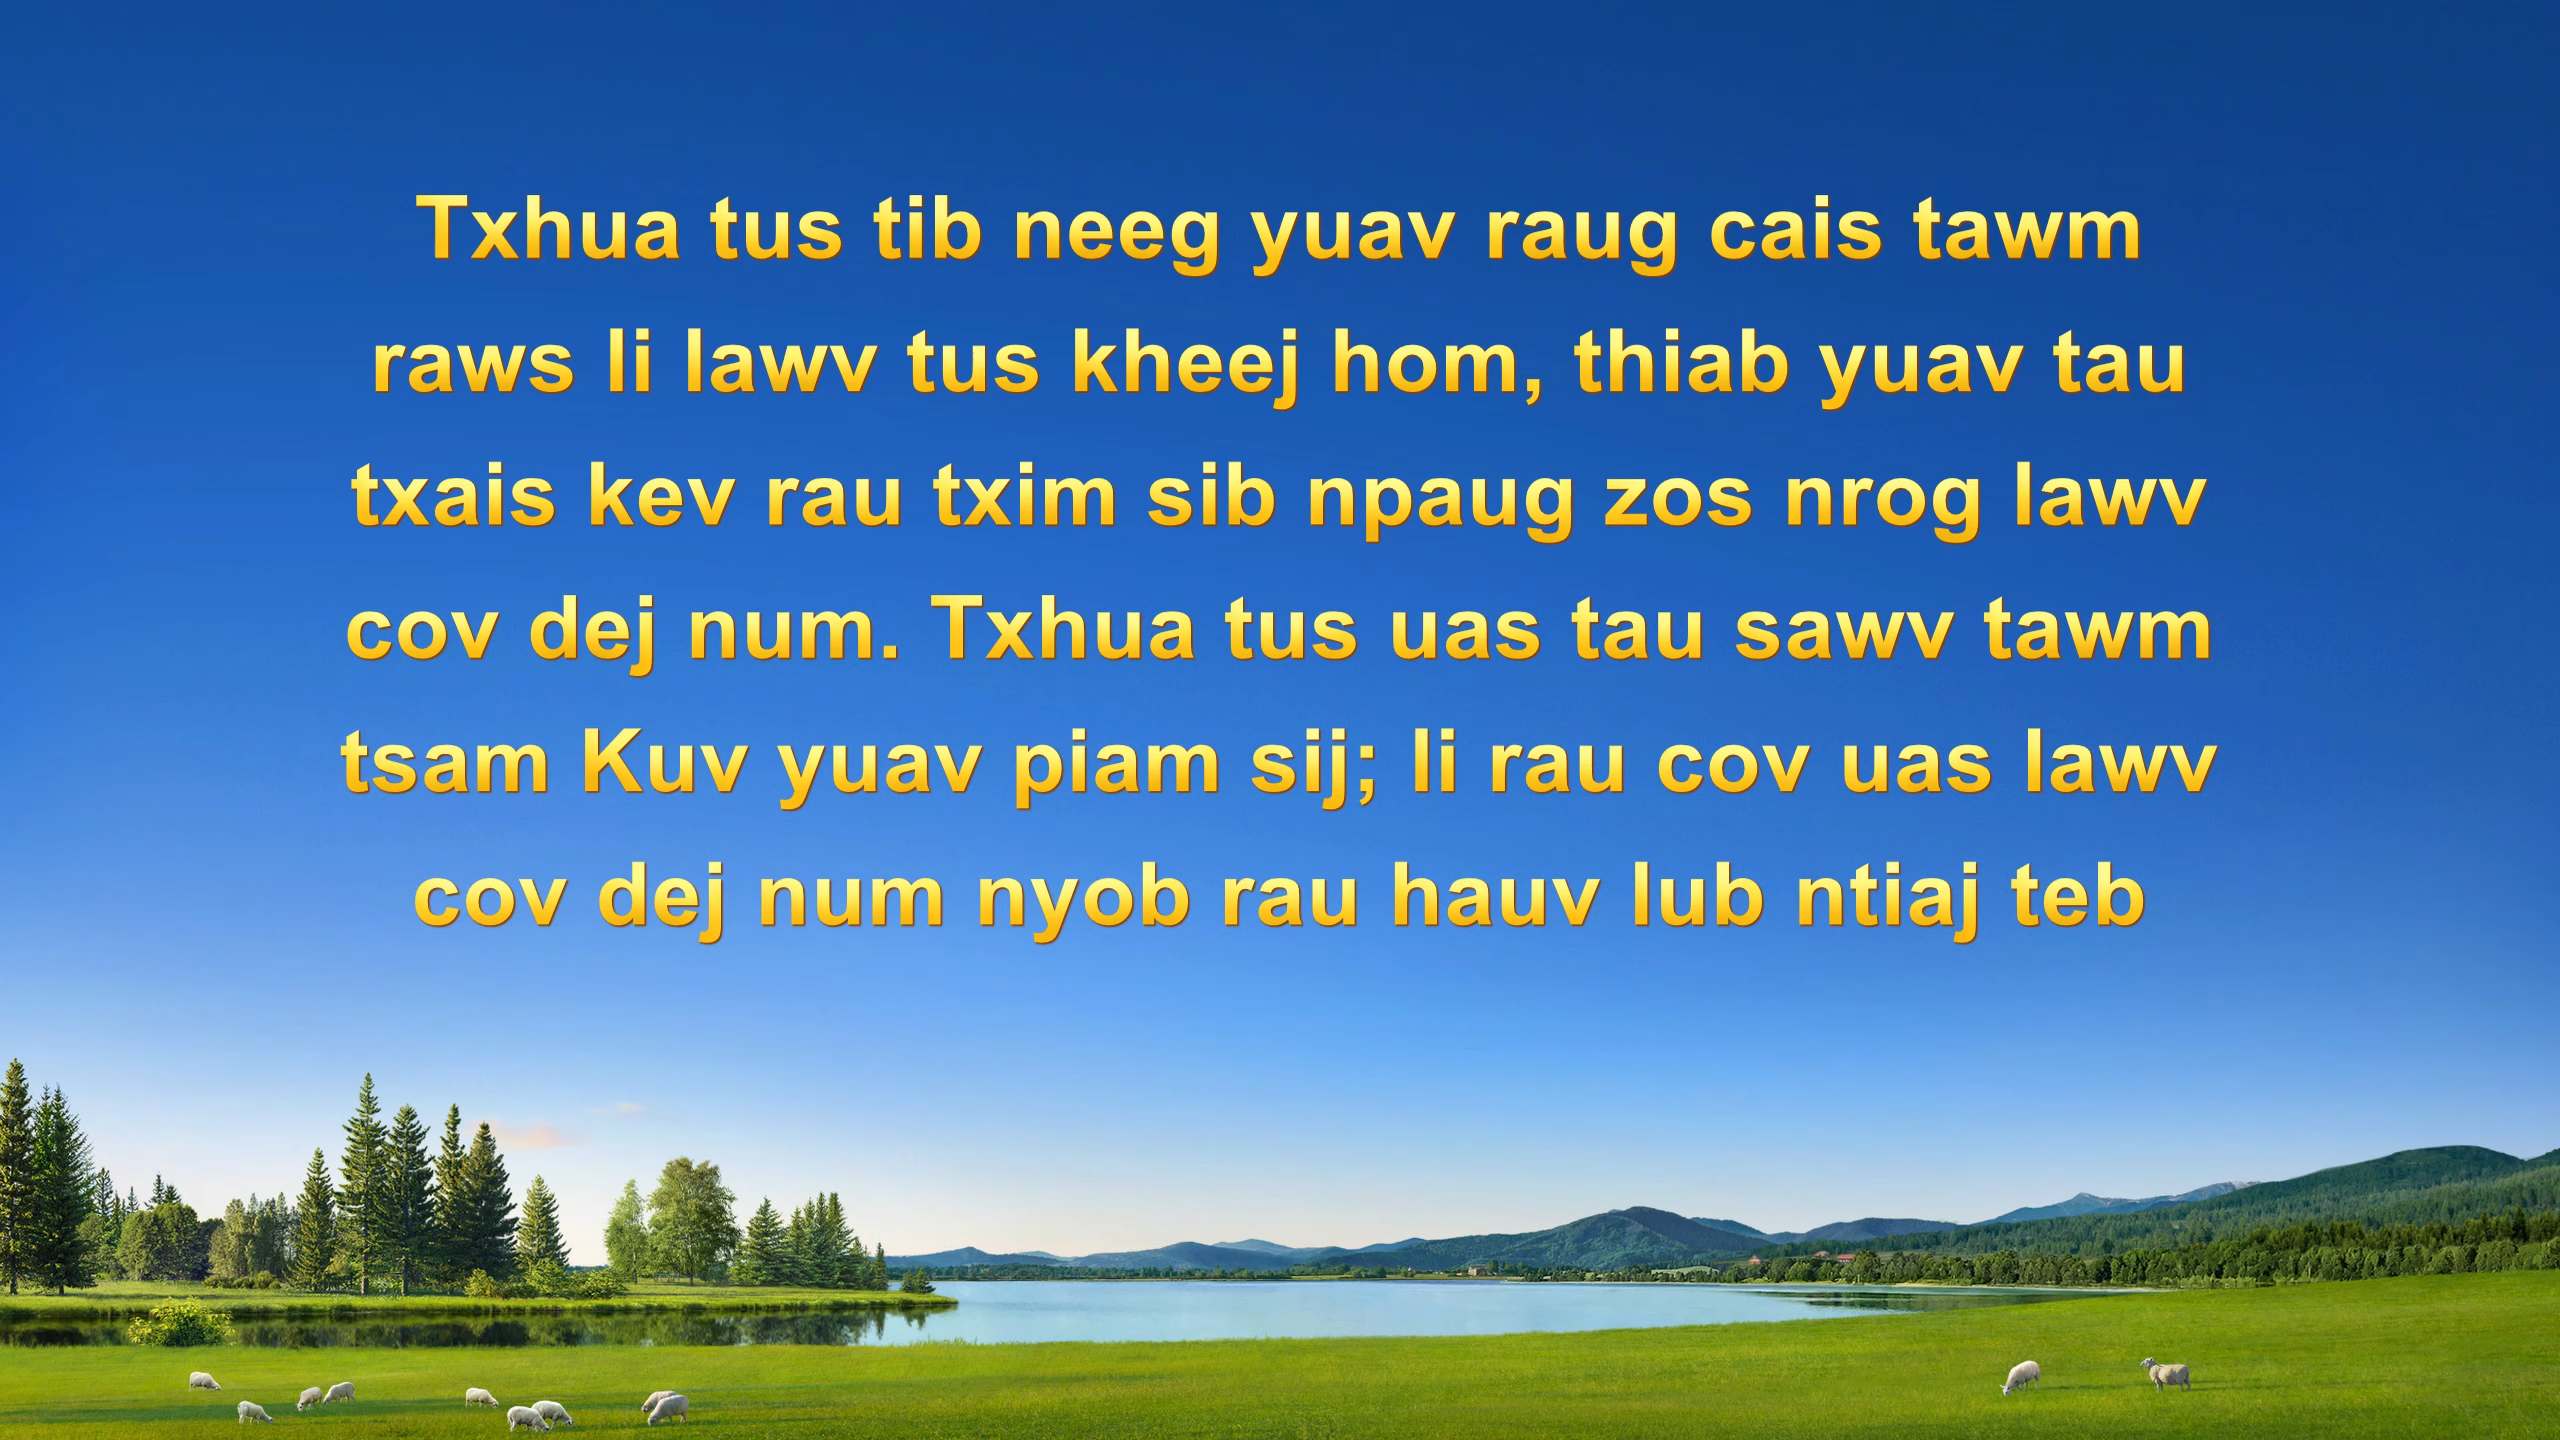 Txhua tus tib neeg yuav raug cais tawm
raws li lawv tus kheej hom, thiab yuav tau
txais kev rau txim sib npaug zos nrog lawv
cov dej num. Txhua tus uas tau sawv tawm
tsam Kuv yuav piam sij; li rau cov uas lawv
cov dej num nyob rau hauv lub ntiaj teb